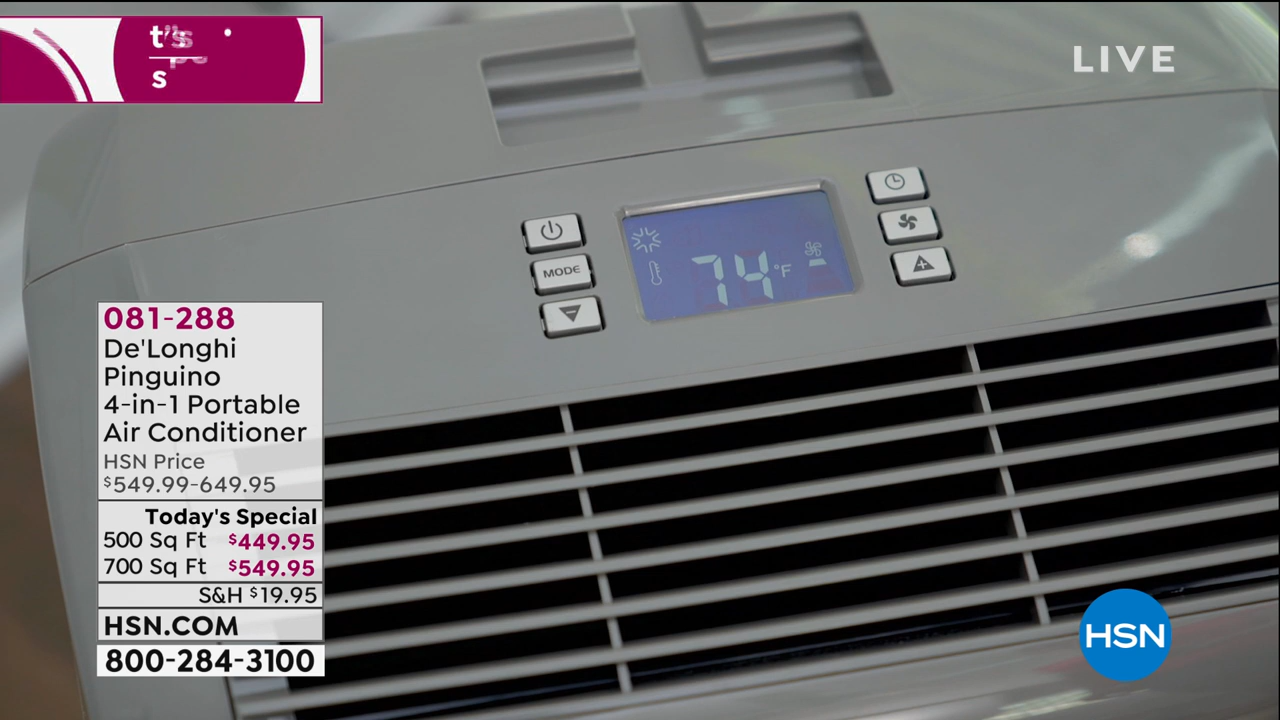 LIVE
MODE
74°F
081-288
De'Longhi
Pinguino
4-in-1 Portable
Air Conditioner
HSN Price
$549.99-649.95
Today's Special
500 Sq Ft $449.95
700 Sq Ft $549.95
S&H $19.95
HSN.COM
800-284-3100
HSN